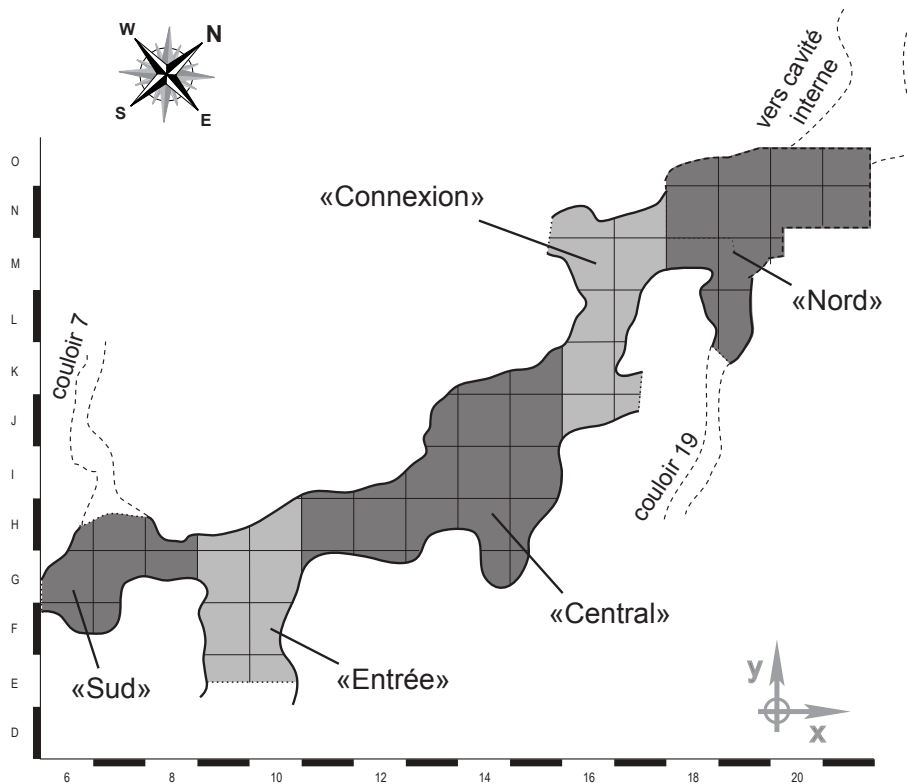 W
N
S
E
vers cavité
interne
O
N
M
L
K
J
I
H
G
F
E
D
«Connexion»
«Nord»
couloir 7
couloir 19
«Central»
«Entrée»
«Sud»
y
x
6
8
10
12
14
16
18
20